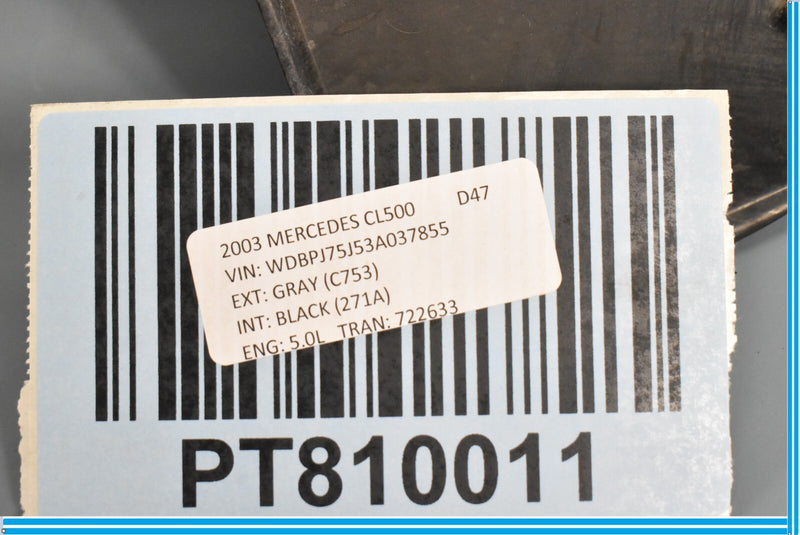 2003 MERCEDES CL500 D47
VIN: WDBPJ75J53A037855
EXT: GRAY (C753)
INT: BLACK (271A)
ENG: 5.0L TRAN: 722633
PT810011